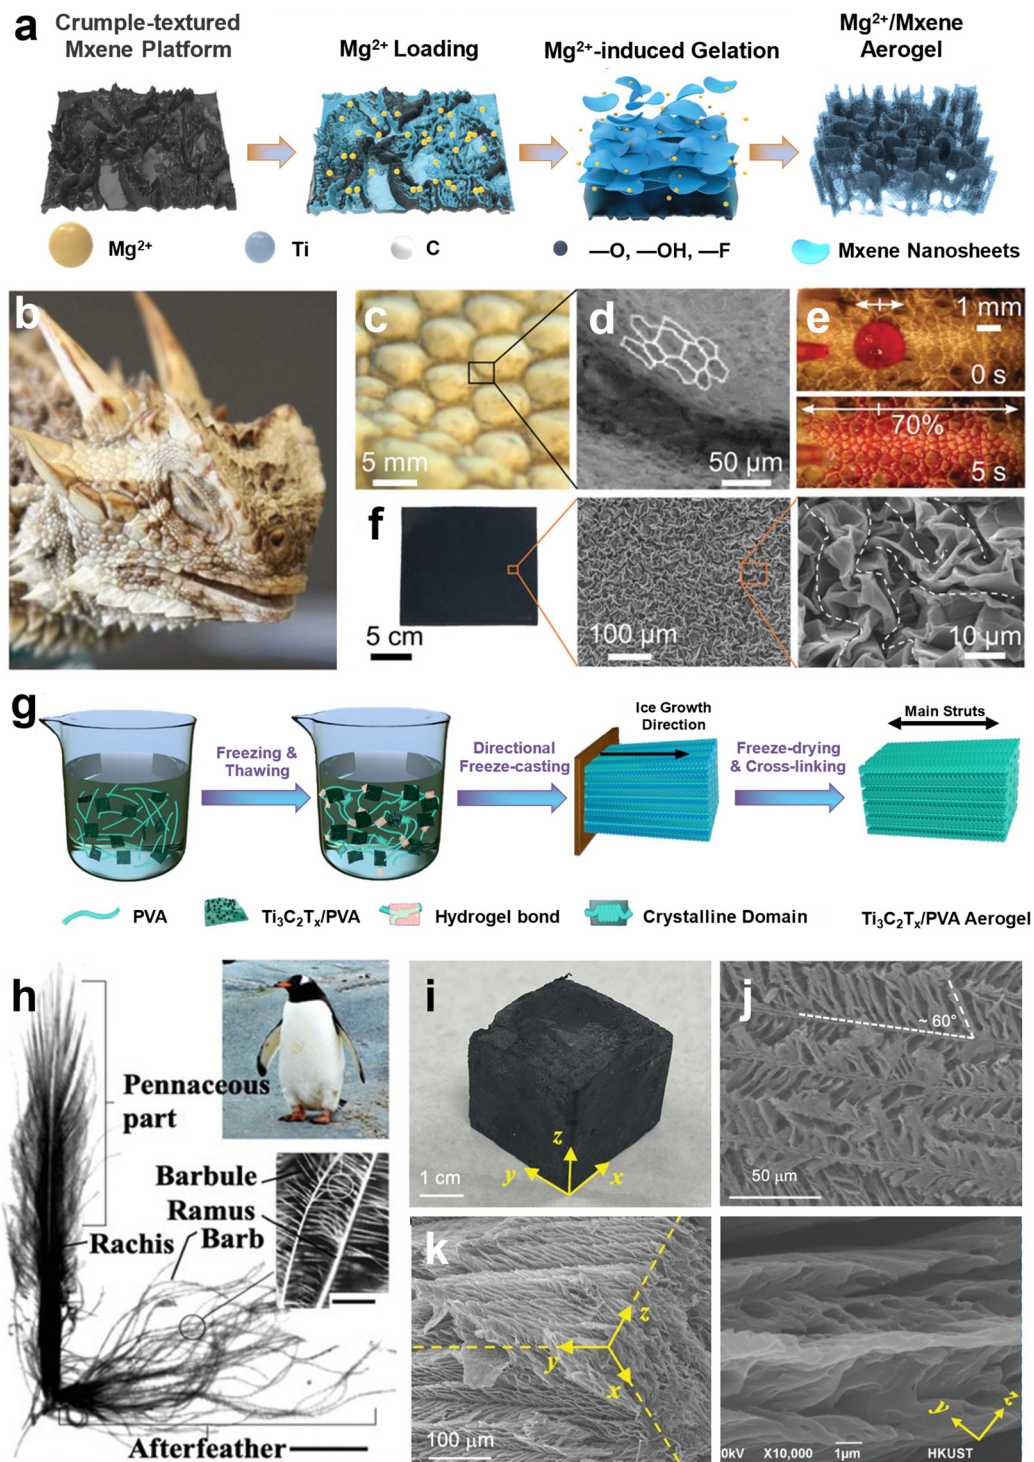 a
Crumple-textured
Mxene Platform
Mg²⁺ Loading
Mg²⁺-induced Gelation
Mg²⁺/Mxene
Aerogel
Mg²⁺
Ti
C
—O, —OH, —F
Mxene Nanosheets
b
c
5 mm
d
50 μm
e
1 mm
0 s
70%
5 s
f
5 cm
100 μm
10 μm
g
Freezing &
Thawing
Directional
Freeze-casting
Ice Growth
Direction
Freeze-drying
& Cross-linking
Main Struts
PVA
Ti₃C₂Tₓ/PVA
Hydrogel bond
Crystalline Domain
Ti₃C₂Tₓ/PVA Aerogel
h
Pennaceous
part
Barbule
Ramus
Barb
Rachis
Afterfeather
i
z
y
x
1 cm
j
~ 60°
50 μm
k
z
y
x
100 μm
y
z
0kV X10,000 1μm HKUST